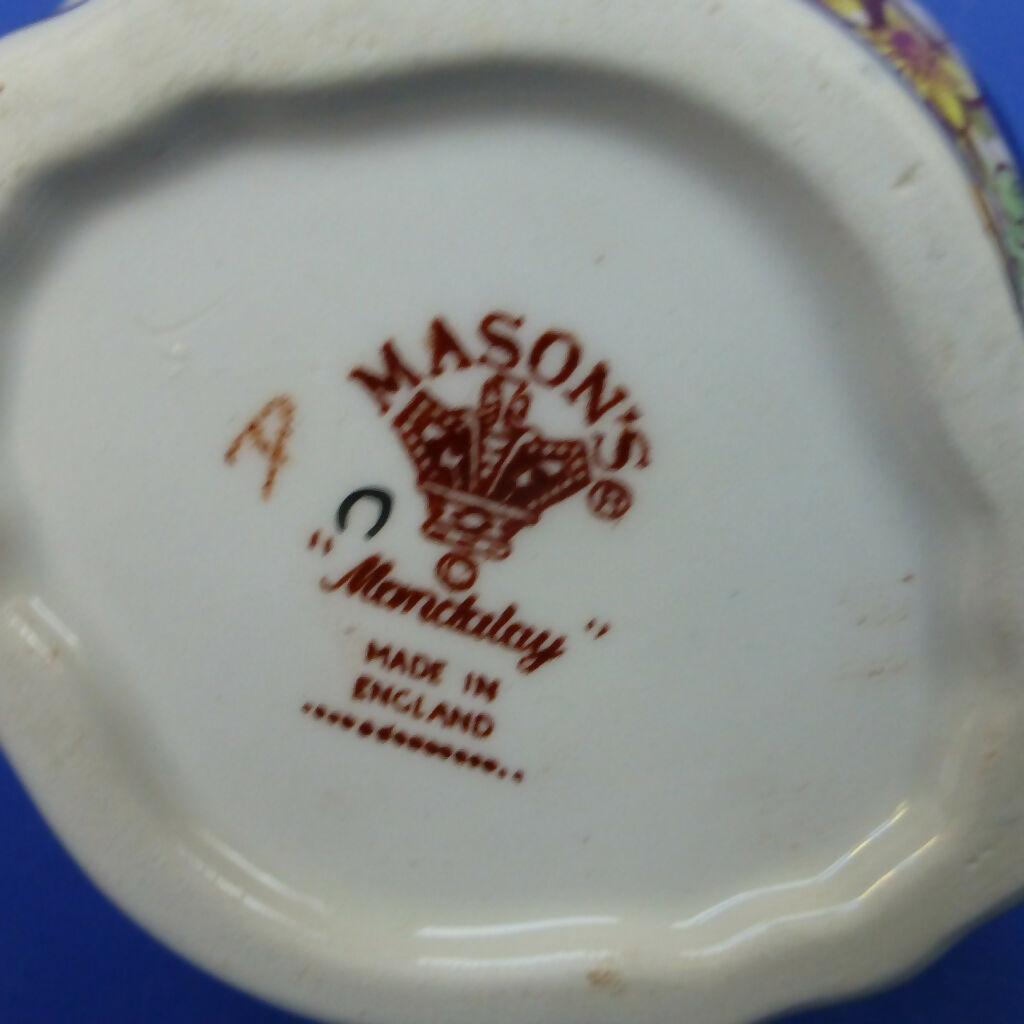 MASON'S ®
A
C
©
"Mandalay"
MADE IN
ENGLAND